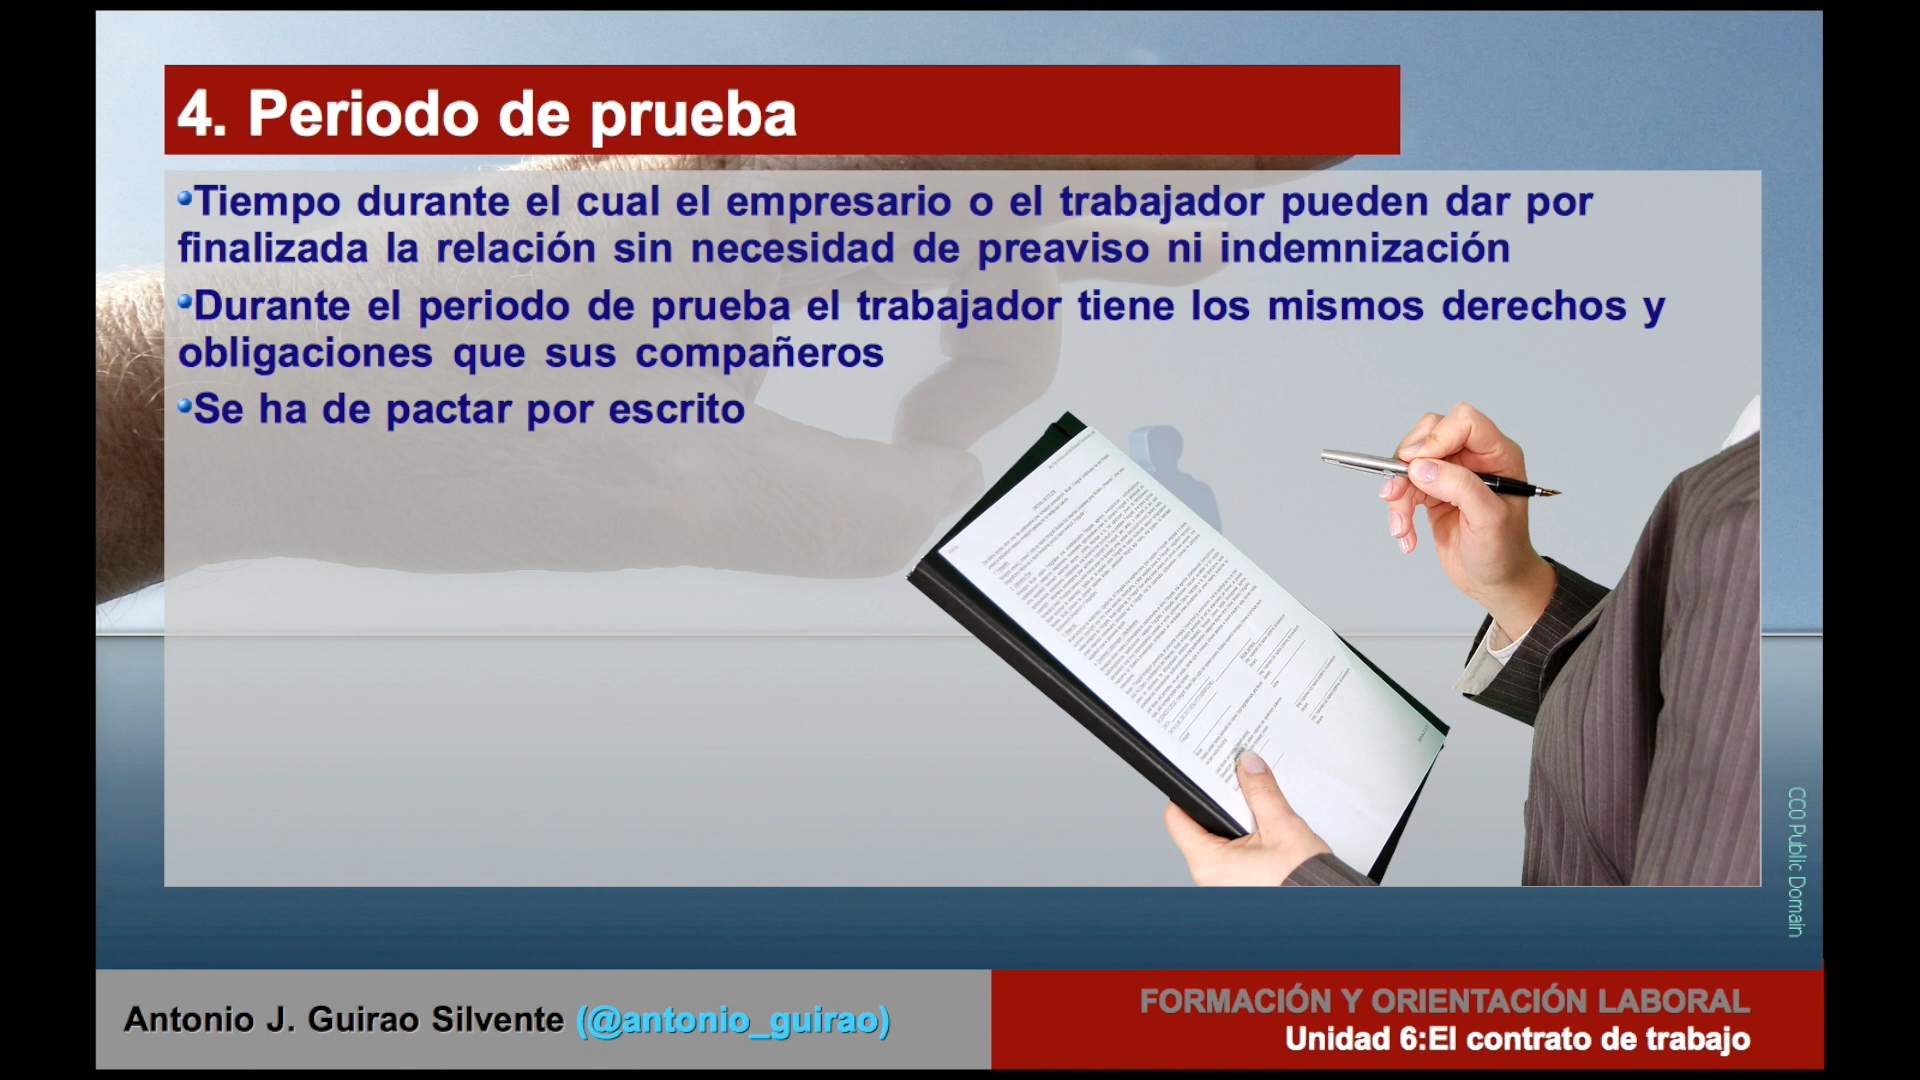 4. Periodo de prueba
•Tiempo durante el cual el empresario o el trabajador pueden dar por
finalizada la relación sin necesidad de preaviso ni indemnización
•Durante el periodo de prueba el trabajador tiene los mismos derechos y
obligaciones que sus compañeros
•Se ha de pactar por escrito
CC0 Public Domain
Antonio J. Guirao Silvente (@antonio_guirao)
FORMACIÓN Y ORIENTACIÓN LABORAL
Unidad 6:El contrato de trabajo